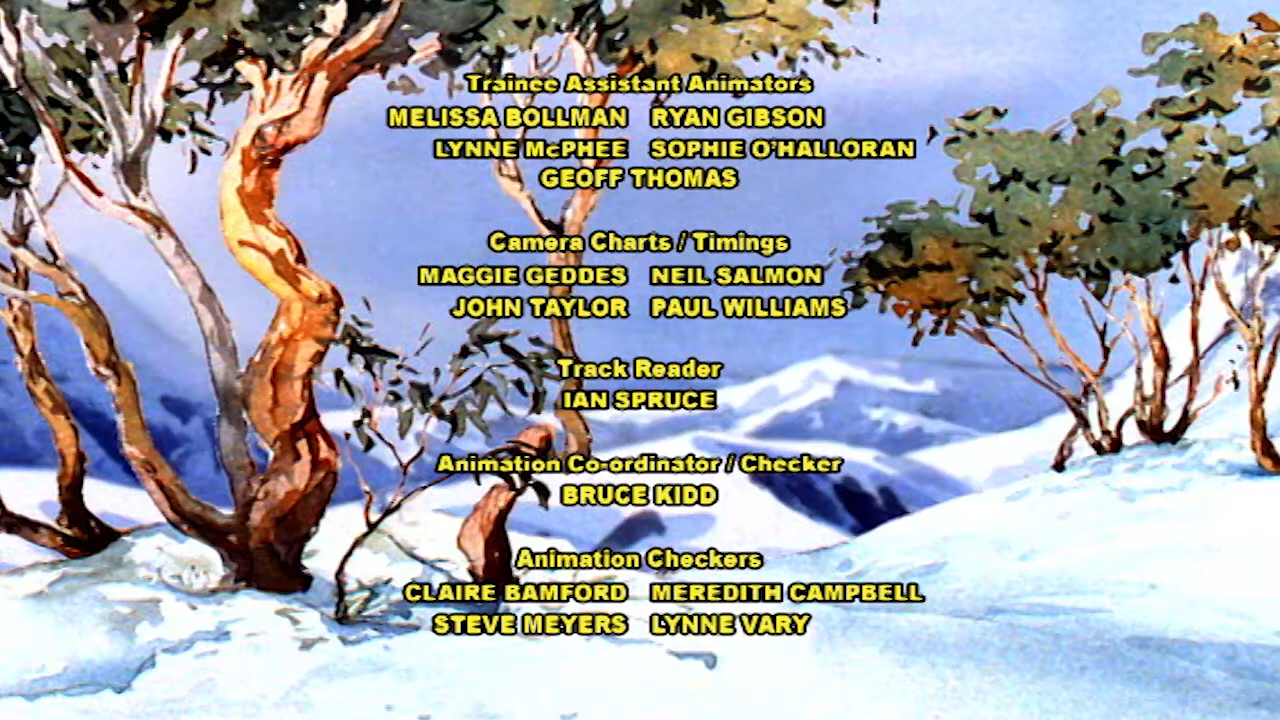 Trainee Assistant Animators
MELISSA BOLLMAN RYAN GIBSON
LYNNE McPHEE SOPHIE O'HALLORAN
GEOFF THOMAS
Camera Charts / Timings
MAGGIE GEDDES NEIL SALMON
JOHN TAYLOR PAUL WILLIAMS
Track Reader
IAN SPRUCE
Animation Co-ordinator / Checker
BRUCE KIDD
Animation Checkers
CLAIRE BAMFORD MEREDITH CAMPBELL
STEVE MEYERS LYNNE VARY